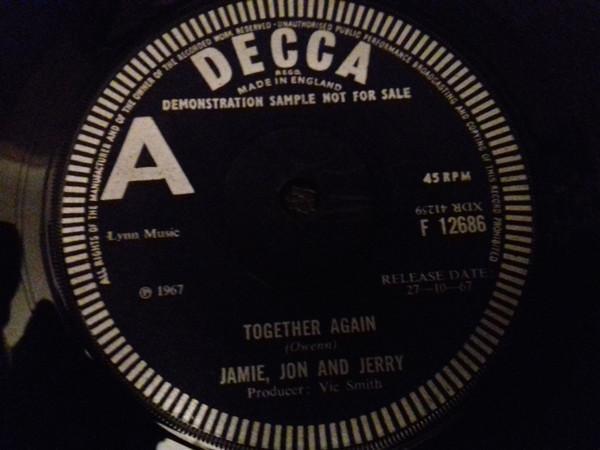 ALL RIGHTS OF THE MANUFACTURER AND OF THE OWNER OF THE RECORDED WORK RESERVED · UNAUTHORISED PUBLIC PERFORMANCE BROADCASTING AND COPYING OF THIS RECORD PROHIBITED
DECCA
REGD.
MADE IN ENGLAND
DEMONSTRATION SAMPLE NOT FOR SALE
A
45 RPM
XDR 41259
Lynn Music
F 12686
RELEASE DATE:
℗ 1967
27—10—67
TOGETHER AGAIN
(Owenn)
JAMIE, JON AND JERRY
Producer: Vic Smith